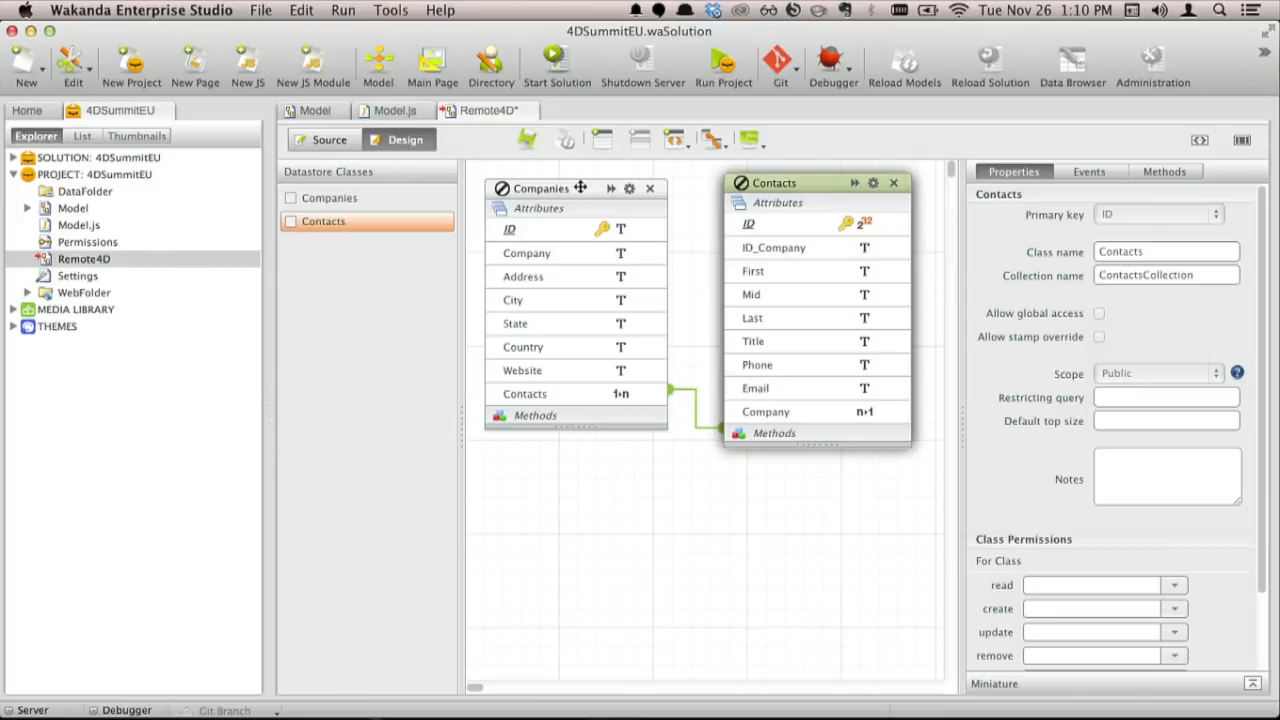 Wakanda Enterprise Studio File Edit Run Tools Help Tue Nov 26 1:10 PM
4DSummitEU.waSolution
New Edit New Project New Page New JS New JS Module Model Main Page Directory Start Solution Shutdown Server Run Project Git Debugger Reload Models Reload Solution Data Browser Administration
Home 4DSummitEU Model Model.js Remote4D*
Explorer List Thumbnails
SOLUTION: 4DSummitEU
PROJECT: 4DSummitEU
DataFolder
Model
Model.js
Permissions
Remote4D
Settings
WebFolder
MEDIA LIBRARY
THEMES
Source Design
Datastore Classes
Companies
Contacts
Companies
Attributes
ID T
Company T
Address T
City T
State T
Country T
Website T
Contacts 1▸n
Methods
Contacts
Attributes
ID 2³²
ID_Company T
First T
Mid T
Last T
Title T
Phone T
Email T
Company n▸1
Methods
Properties Events Methods
Contacts
Primary key ID
Class name Contacts
Collection name ContactsCollection
Allow global access
Allow stamp override
Scope Public ?
Restricting query
Default top size
Notes
Class Permissions
For Class
read
create
update
remove
Miniature
Server Debugger Git Branch